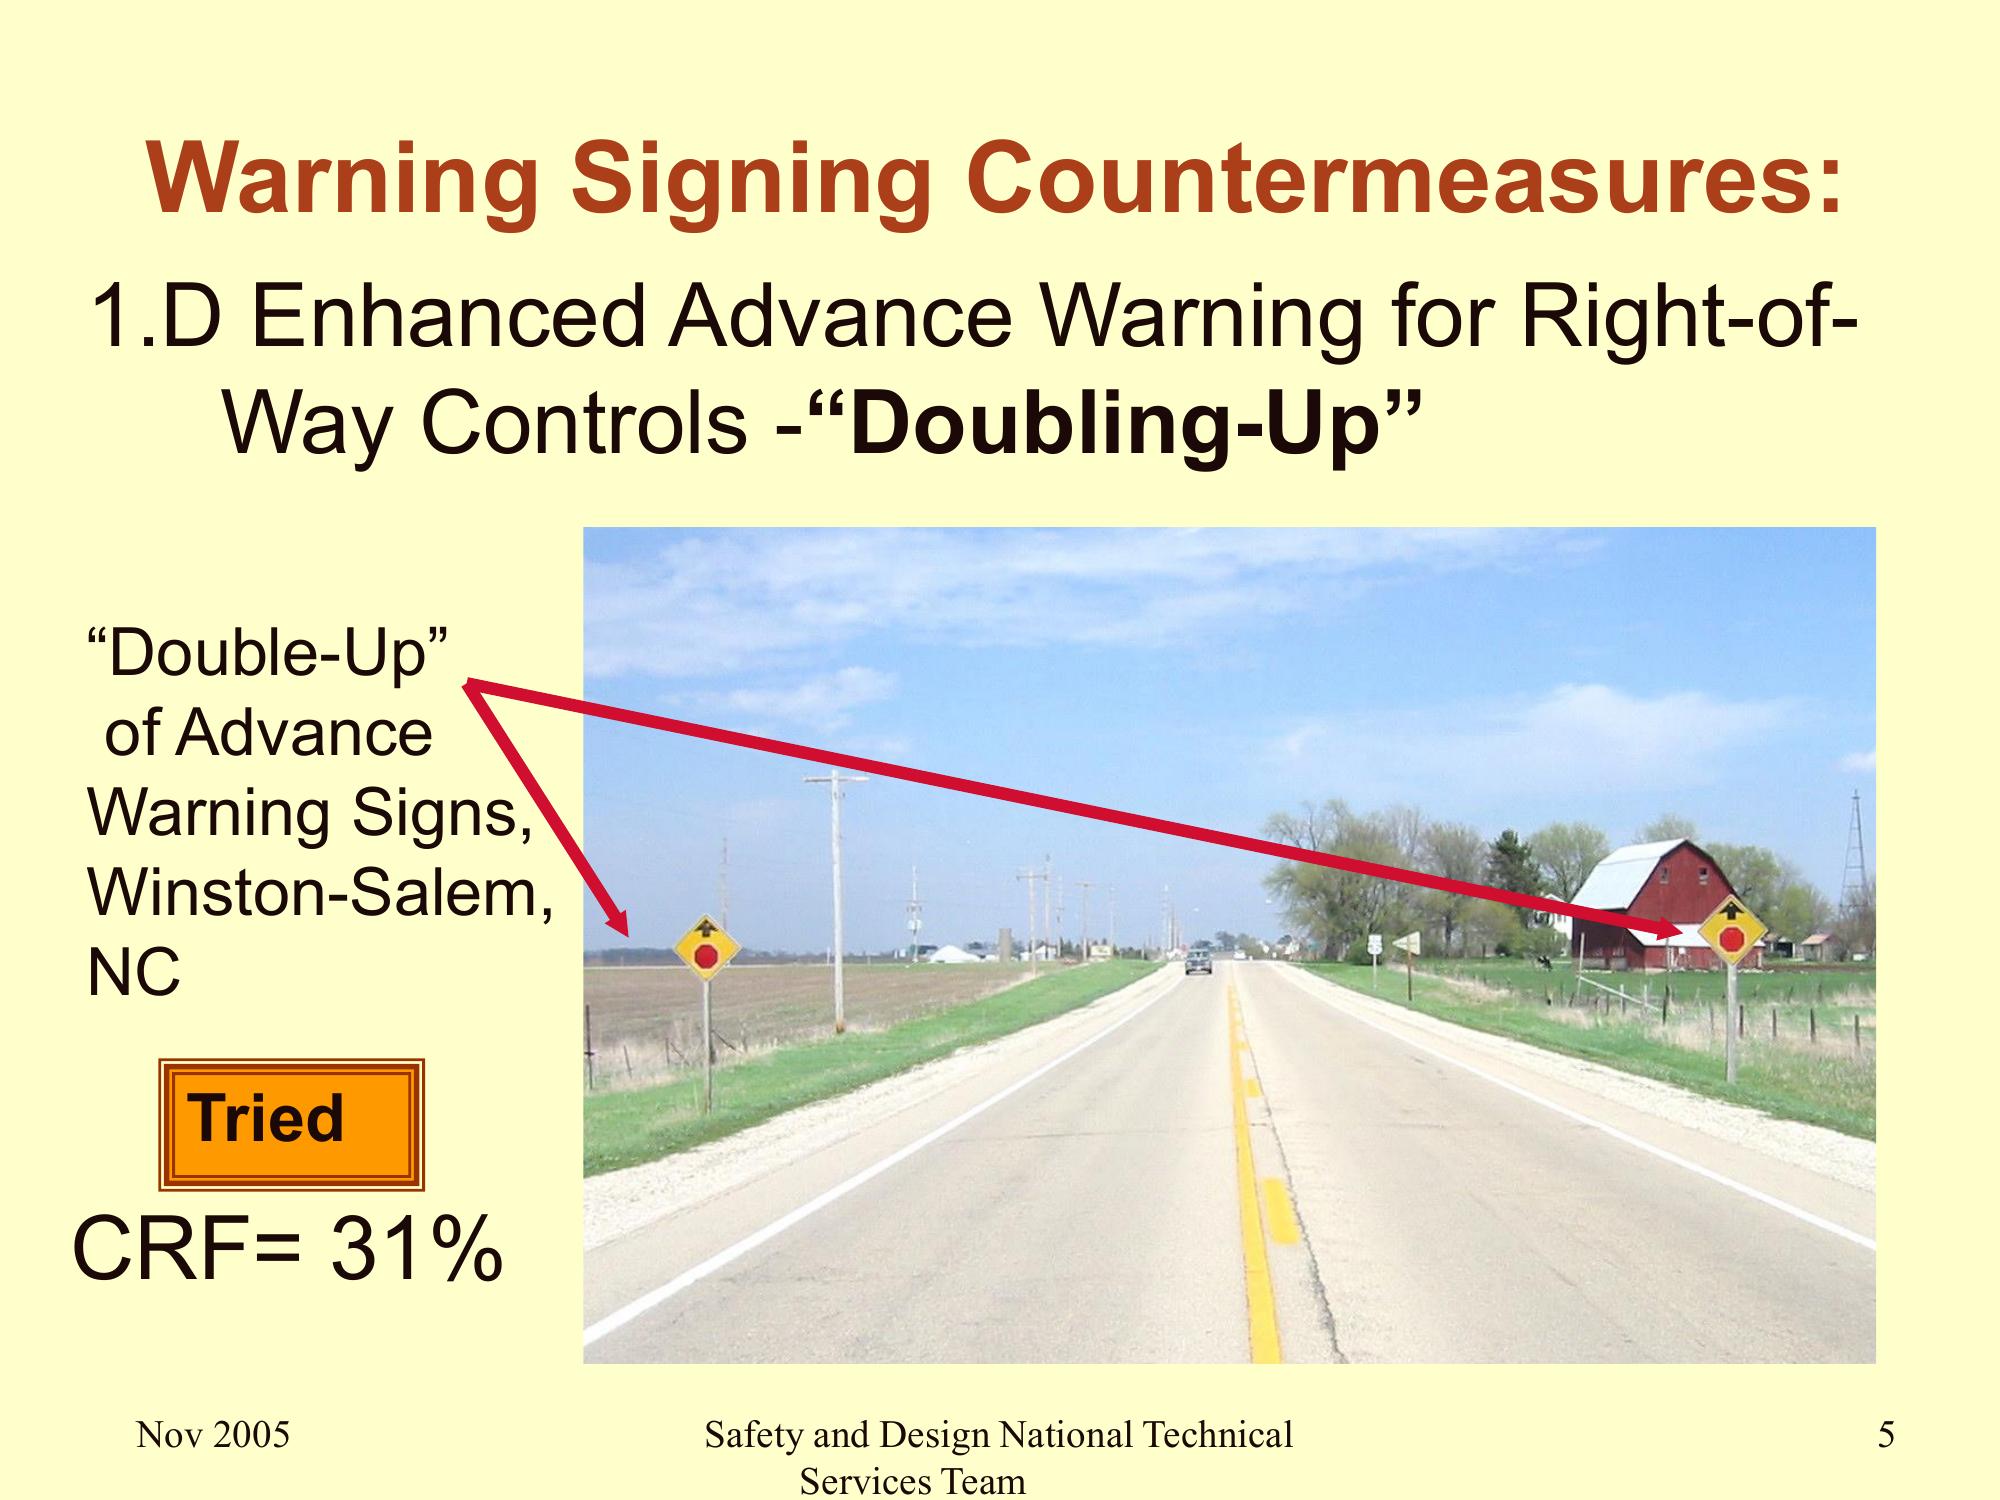 Warning Signing Countermeasures:
1.D Enhanced Advance Warning for Right-of-
Way Controls -“Doubling-Up”
“Double-Up”
of Advance
Warning Signs,
Winston-Salem,
NC
Tried
CRF= 31%
Nov 2005
Safety and Design National Technical
Services Team
5